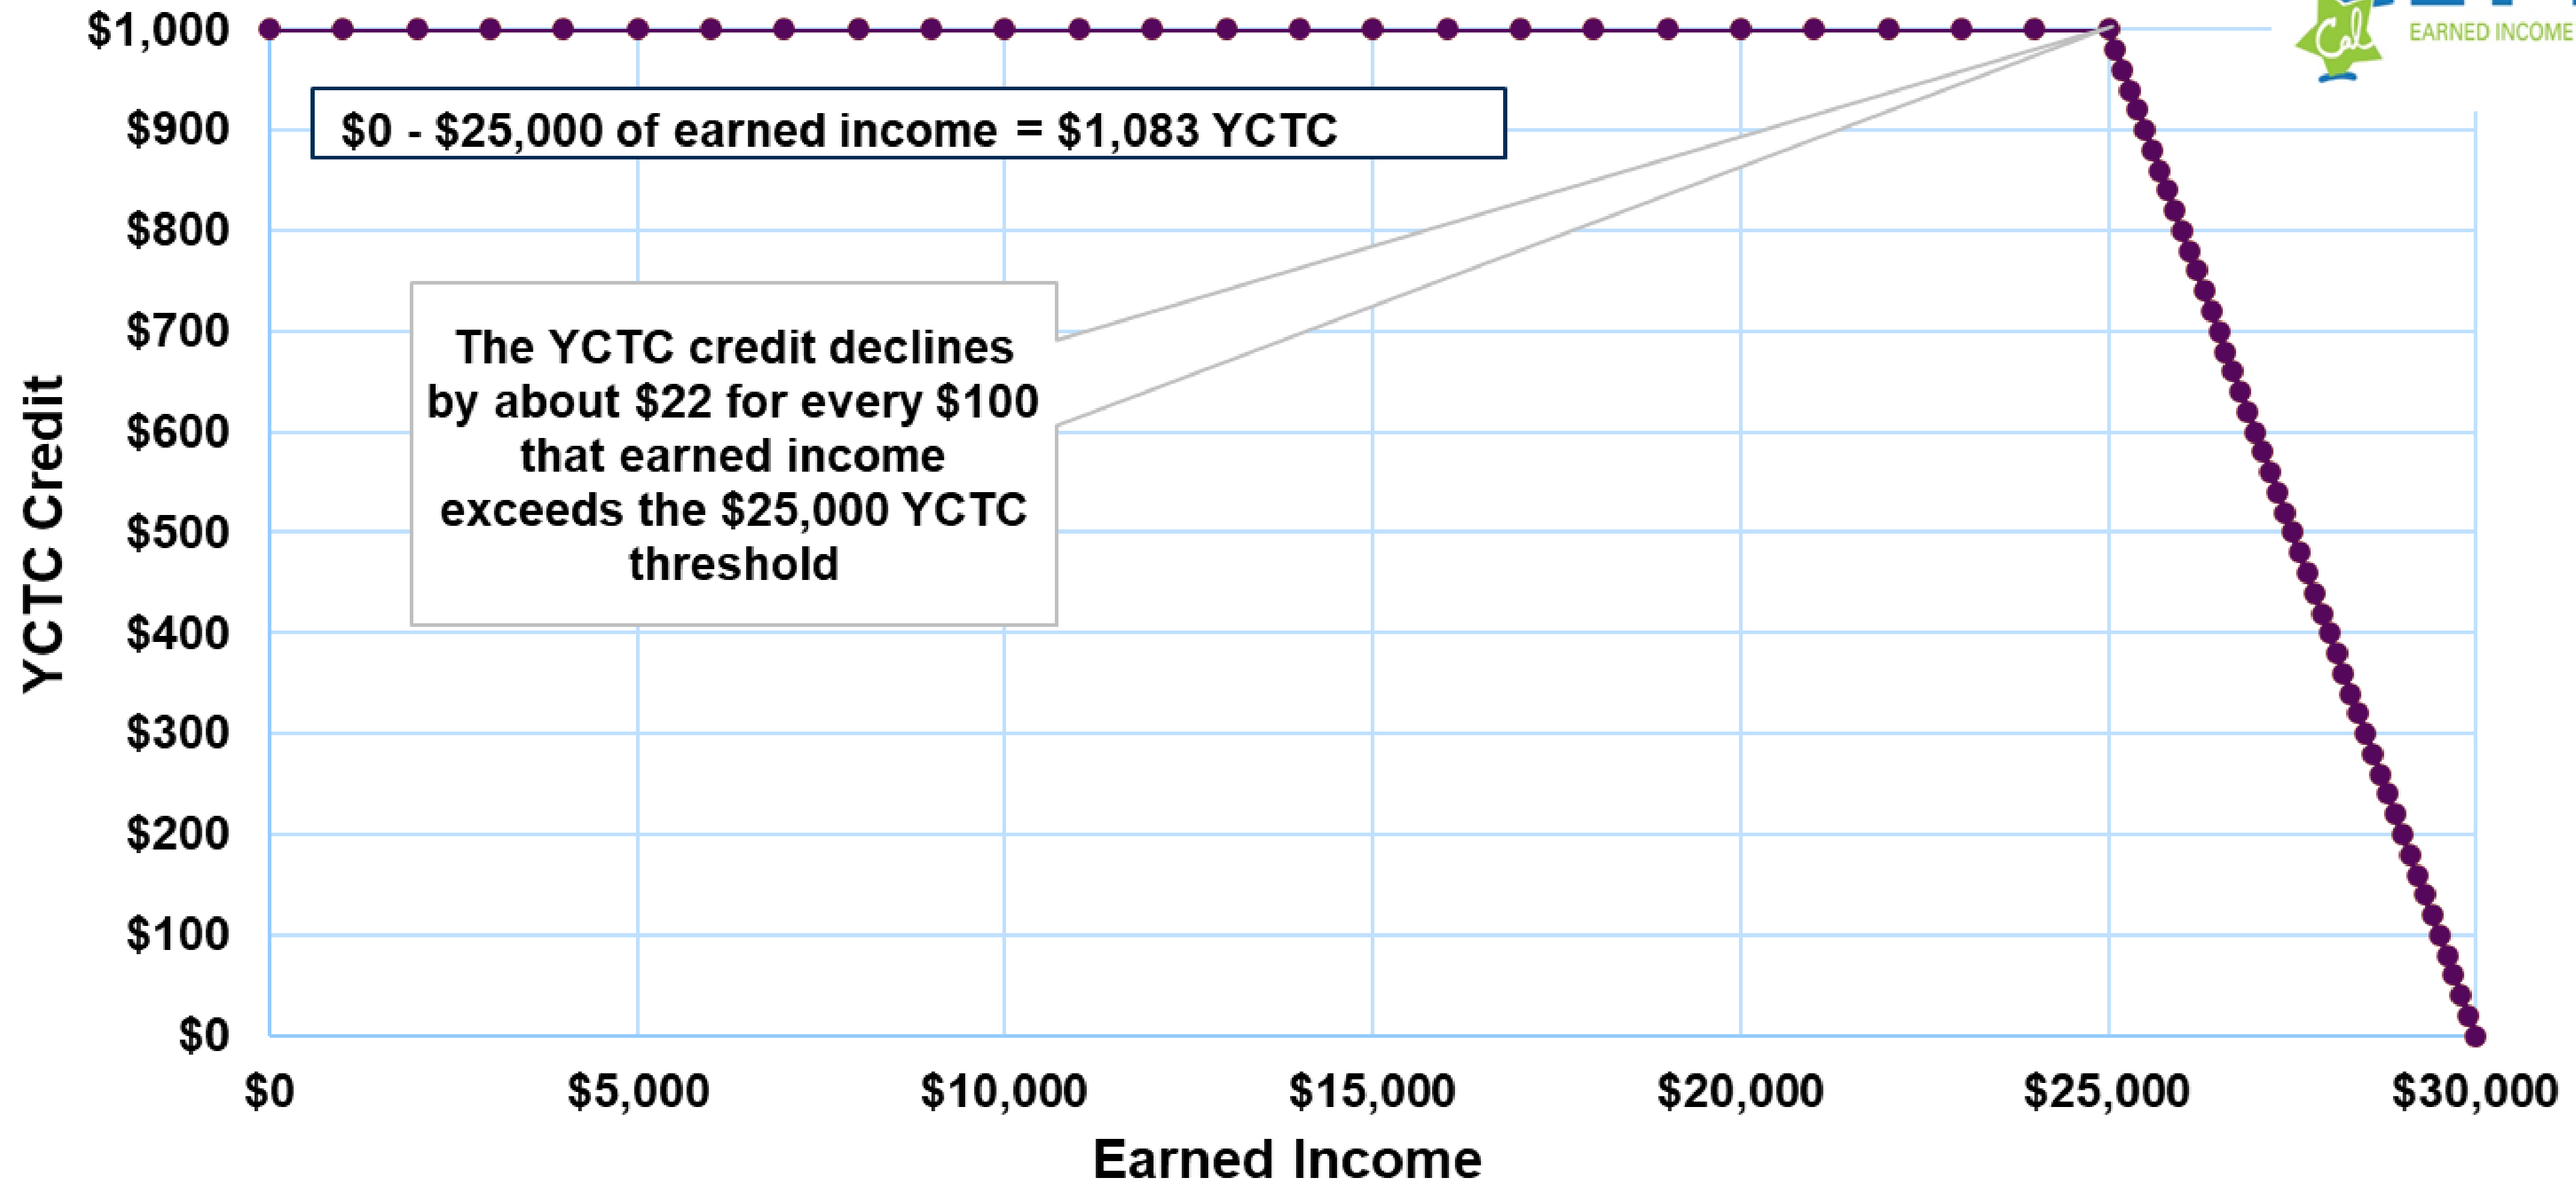 $1,000
$900
$800
$700
$600
$500
$400
$300
$200
$100
$0
YCTC Credit
$0 - $25,000 of earned income = $1,083 YCTC
The YCTC credit declines
by about $22 for every $100
that earned income
exceeds the $25,000 YCTC
threshold
Cal
EARNED INCOME
$0
$5,000
$10,000
$15,000
$20,000
$25,000
$30,000
Earned Income